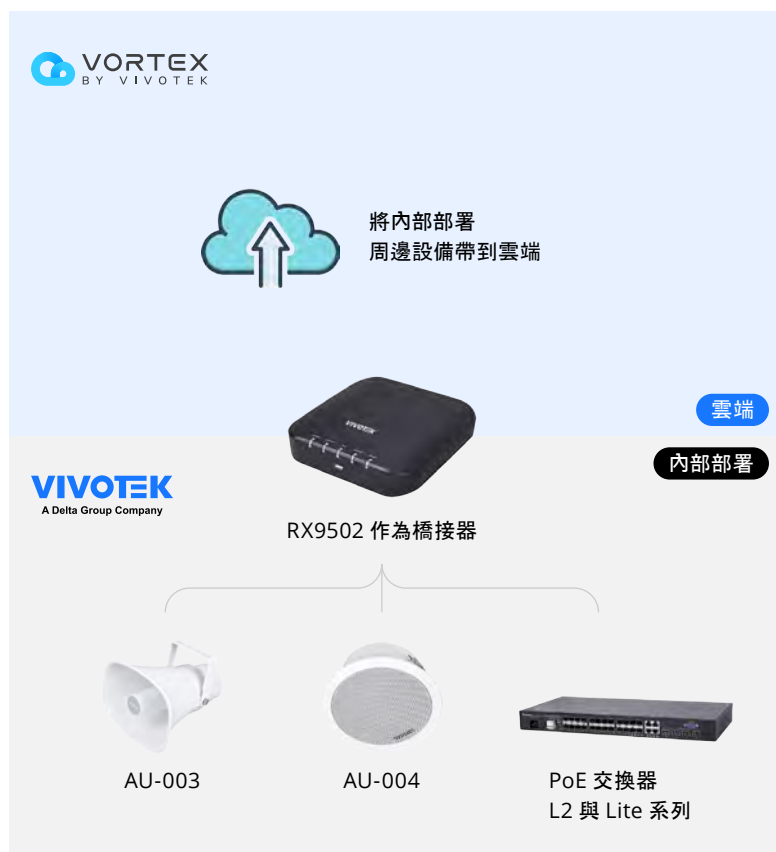 VORTEX
BY VIVOTEK
將內部部署
周邊設備帶到雲端
VIVOTEK
雲端
內部部署
VIVOTEK
A Delta Group Company
RX9502 作為橋接器
AU-003
AU-004
PoE 交換器
L2 與 Lite 系列